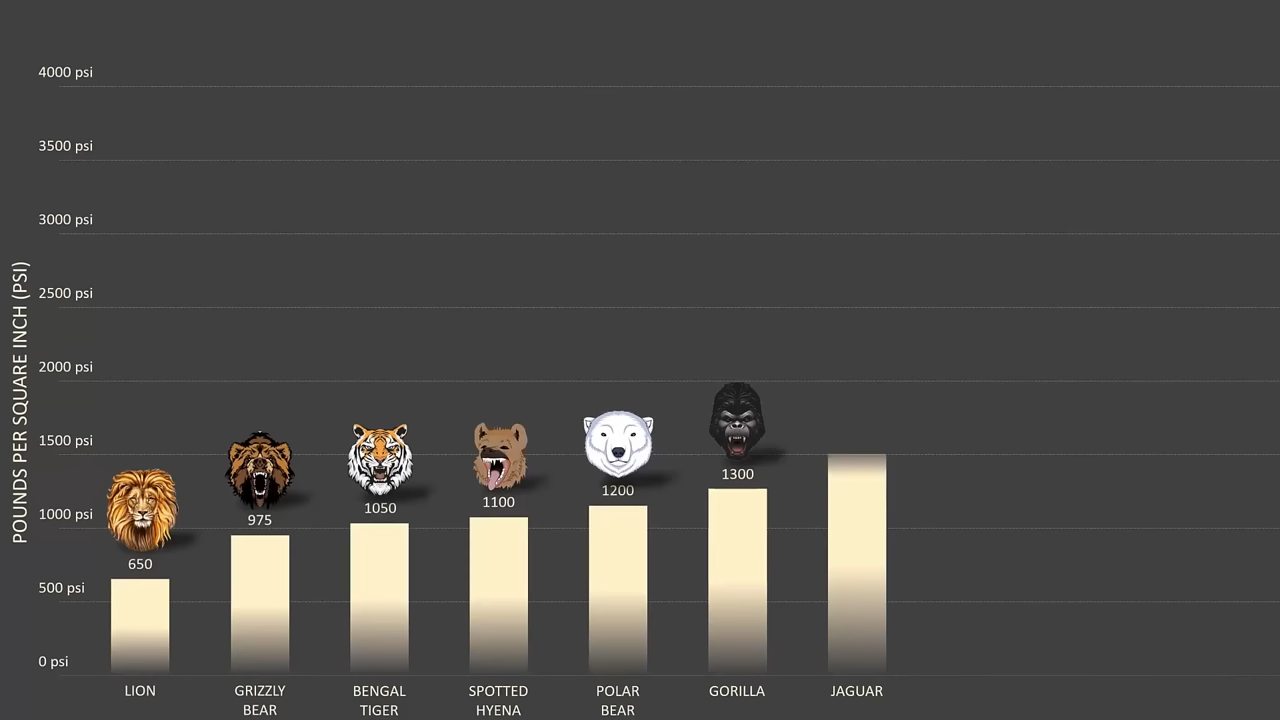 POUNDS PER SQUARE INCH (PSI)
4000 psi
3500 psi
3000 psi
2500 psi
2000 psi
1500 psi
1000 psi
500 psi
0 psi
650
975
1050
1100
1200
1300
LION
GRIZZLY
BEAR
BENGAL
TIGER
SPOTTED
HYENA
POLAR
BEAR
GORILLA
JAGUAR